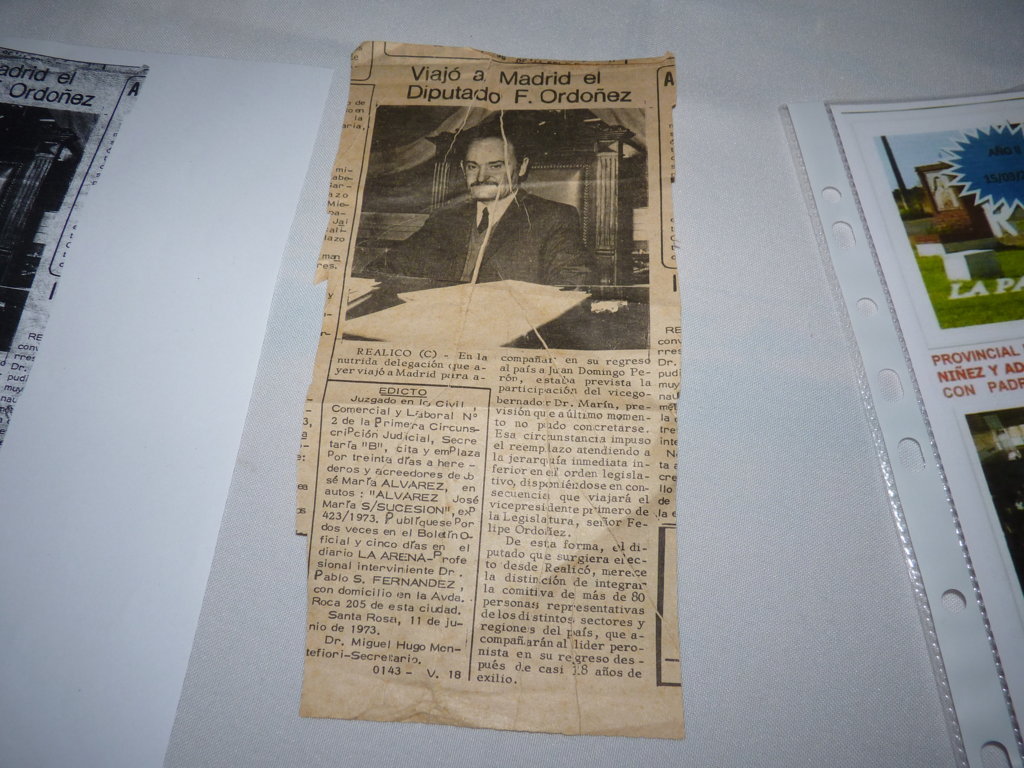 Viajó a Madrid el
Diputado F. Ordoñez
REALICO (C) - En la
nutrida delegación que a-
yer viajó a Madrid para a-
compañar en su regreso
al país a Juan Domingo Pe-
rón, estaba prevista la
participación del vicego-
bernador Dr. Marín, pre-
visión que a último momen-
to no pudo concretarse.
Esa circunstancia impuso
el reemplazo atendiendo a
la jerarquía inmediata in-
ferior en el orden legisla-
tivo, disponiéndose en con-
secuencia que viajará el
vicepresidente primero de
la Legislatura, señor Fe-
lipe Ordoñez.
De esta forma, el di-
putado que surgiera elec-
to desde Realicó, merece
la distinción de integrar
la comitiva de más de 80
personas representativas
de los distintos sectores y
regiones del país, que a-
compañarán al líder pero-
nista en su regreso des-
pués de casi 18 años de
exilio.
EDICTO
Juzgado en lo Civil,
Comercial y Laboral Nº
2 de la Primera Circuns-
cripción Judicial, Secre
taría "B", cita y emplaza
Por treinta días a here-
deros y acreedores de Jo
sé María ALVAREZ, en
autos: "ALVAREZ José
María S/SUCESION", exp
423/1973. Publíquese Por
dos veces en el Boletín O-
ficial y cinco días en el
diario LA ARENA-Profe
sional interviniente Dr.
Pablo S. FERNANDEZ,
con domicilio en la Avda.
Roca 205 de esta ciudad.
Santa Rosa, 11 de ju-
nio de 1973.
Dr. Miguel Hugo Mon-
tefiori-Secretario.
0143 - V. 18
adrid el
Ordoñez
A
AÑO II
LA PA
PROVINCIAL
NIÑEZ Y AD
CON PADR